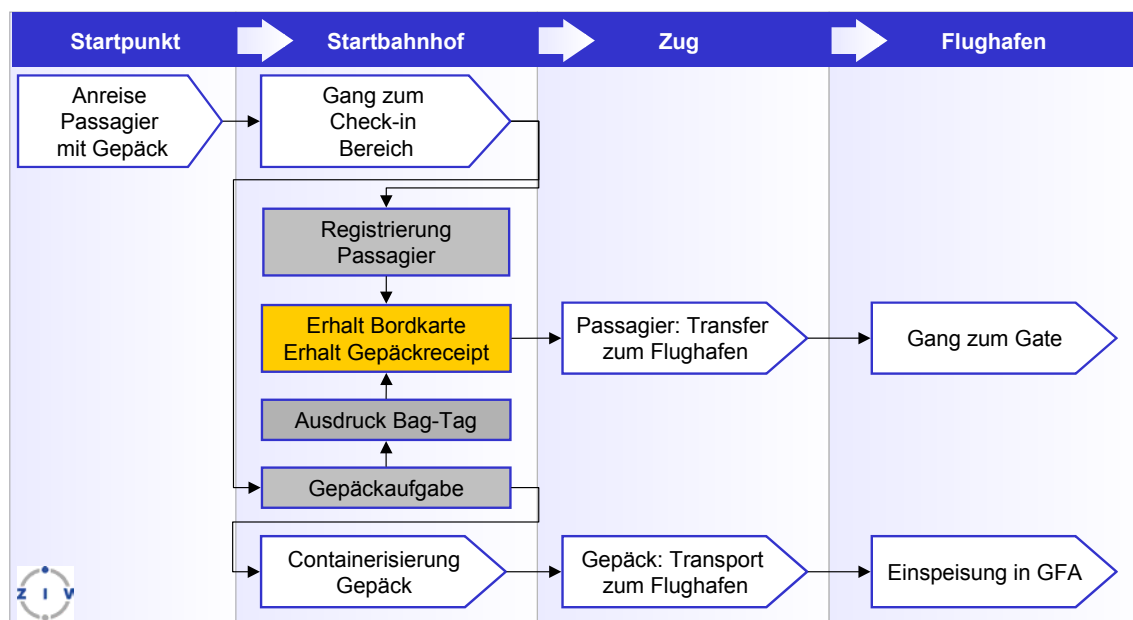 Startpunkt
Startbahnhof
Zug
Flughafen
Anreise
Passagier
mit Gepäck
Gang zum
Check-in
Bereich
Registrierung
Passagier
Erhalt Bordkarte
Erhalt Gepäckreceipt
Passagier: Transfer
zum Flughafen
Gang zum Gate
Ausdruck Bag-Tag
Gepäckaufgabe
Containerisierung
Gepäck
Gepäck: Transport
zum Flughafen
Einspeisung in GFA
Z I V